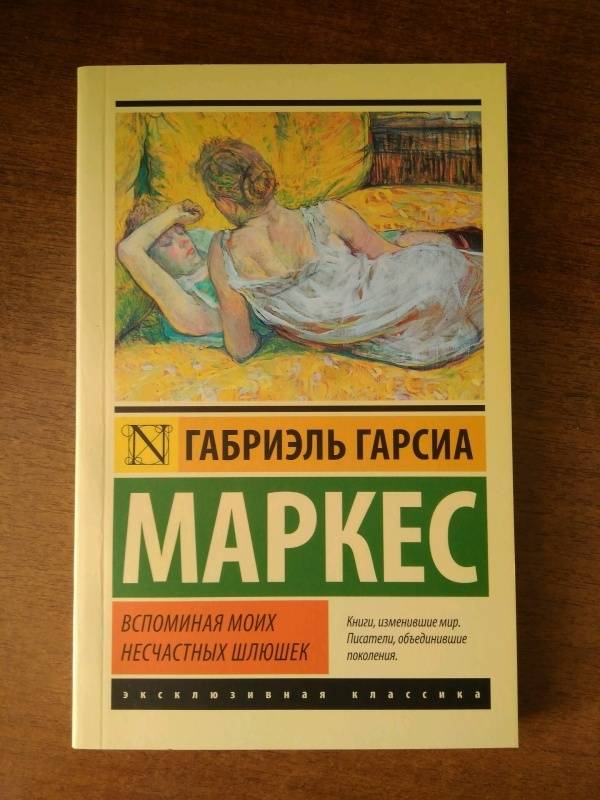 N ГАБРИЭЛЬ ГАРСИА
МАРКЕС
ВСПОМИНАЯ МОИХ
НЕСЧАСТНЫХ ШЛЮШЕК
Книги, изменившие мир.
Писатели, объединившие
поколения.
эксклюзивная классика